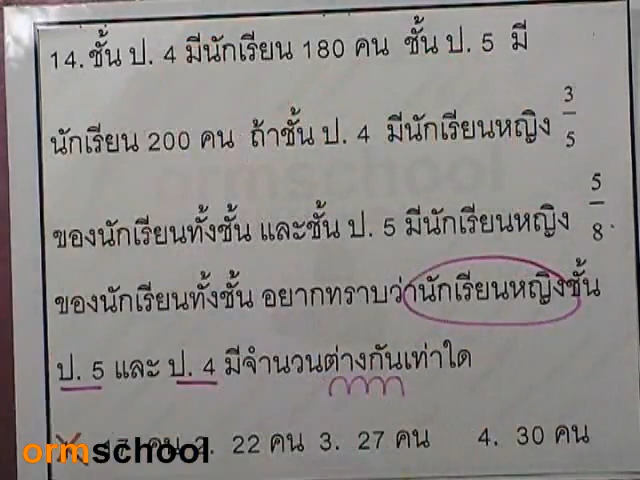 14. ชั้น ป. 4 มีนักเรียน 180 คน ชั้น ป. 5 มี
นักเรียน 200 คน ถ้าชั้น ป. 4 มีนักเรียนหญิง 3/5
ของนักเรียนทั้งชั้น และชั้น ป. 5 มีนักเรียนหญิง 5/8
ของนักเรียนทั้งชั้น อยากทราบว่านักเรียนหญิงชั้น
ป. 5 และ ป. 4 มีจำนวนต่างกันเท่าใด
17 คน 2. 22 คน 3. 27 คน 4. 30 คน
ormschool
ormschool